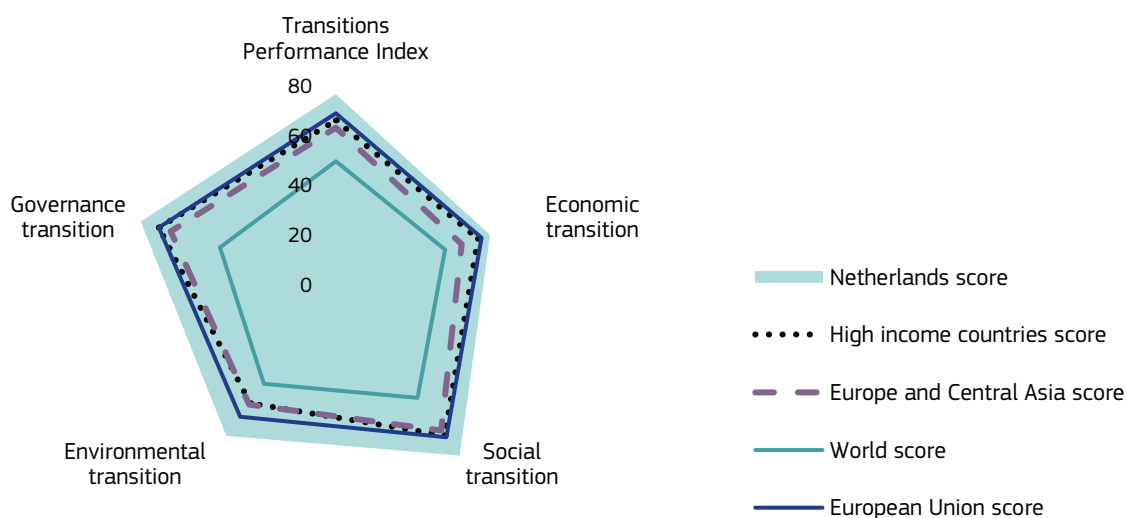 Transitions
Performance Index
80
60
40
20
0
Governance
transition
Economic
transition
Environmental
transition
Social
transition
Netherlands score
High income countries score
Europe and Central Asia score
World score
European Union score